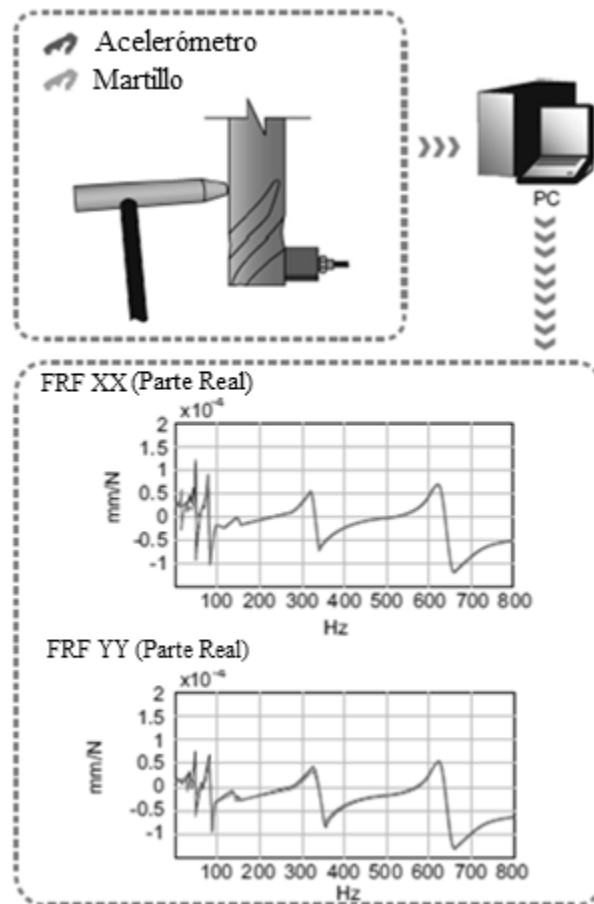 Acelerómetro
Martillo
PC
FRF XX (Parte Real)
x10⁻⁴
2
1.5
1
0.5
0
-0.5
-1
mm/N
100 200 300 400 500 600 700 800
Hz
FRF YY (Parte Real)
x10⁻⁴
2
1.5
1
0.5
0
-0.5
-1
mm/N
100 200 300 400 500 600 700 800
Hz